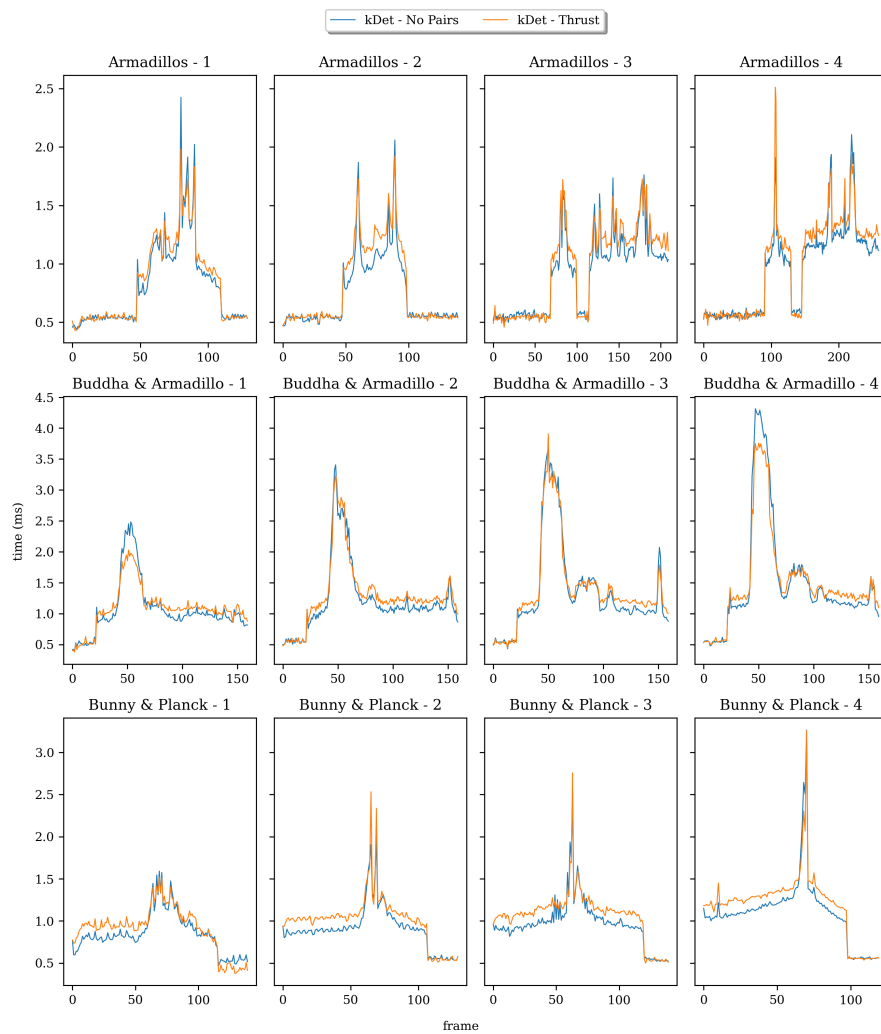 kDet - No Pairs kDet - Thrust
Armadillos - 1 Armadillos - 2 Armadillos - 3 Armadillos - 4
2.5
2.0
1.5
1.0
0.5
0 50 100 0 50 100 0 50 100 150 200 0 100 200
Buddha & Armadillo - 1 Buddha & Armadillo - 2 Buddha & Armadillo - 3 Buddha & Armadillo - 4
4.5
4.0
3.5
3.0
2.5
2.0
1.5
1.0
0.5
time (ms)
0 50 100 150 0 50 100 150 0 50 100 150 0 50 100 150
Bunny & Planck - 1 Bunny & Planck - 2 Bunny & Planck - 3 Bunny & Planck - 4
3.0
2.5
2.0
1.5
1.0
0.5
0 100 0 50 100 0 100 0 50 100
frame